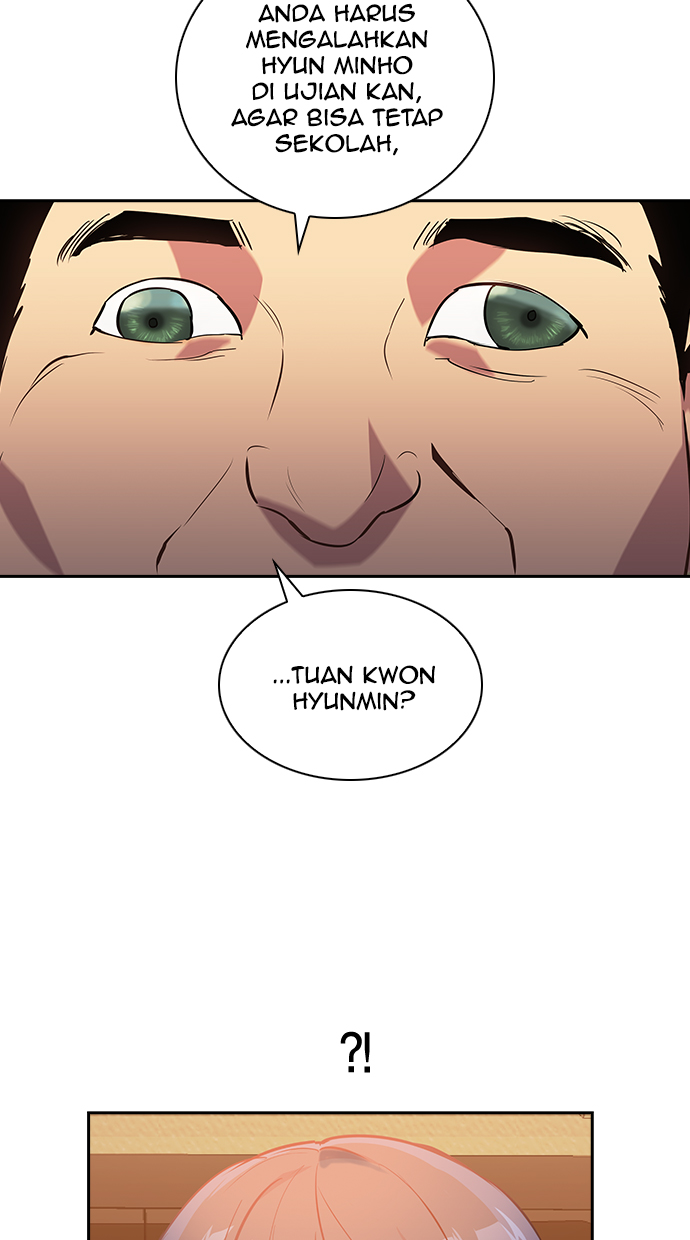 ANDA HARUS
MENGALAHKAN
HYUN MINHO
DI UJIAN KAN,
AGAR BISA TETAP
SEKOLAH,
...TUAN KWON
HYUNMIN?
?!